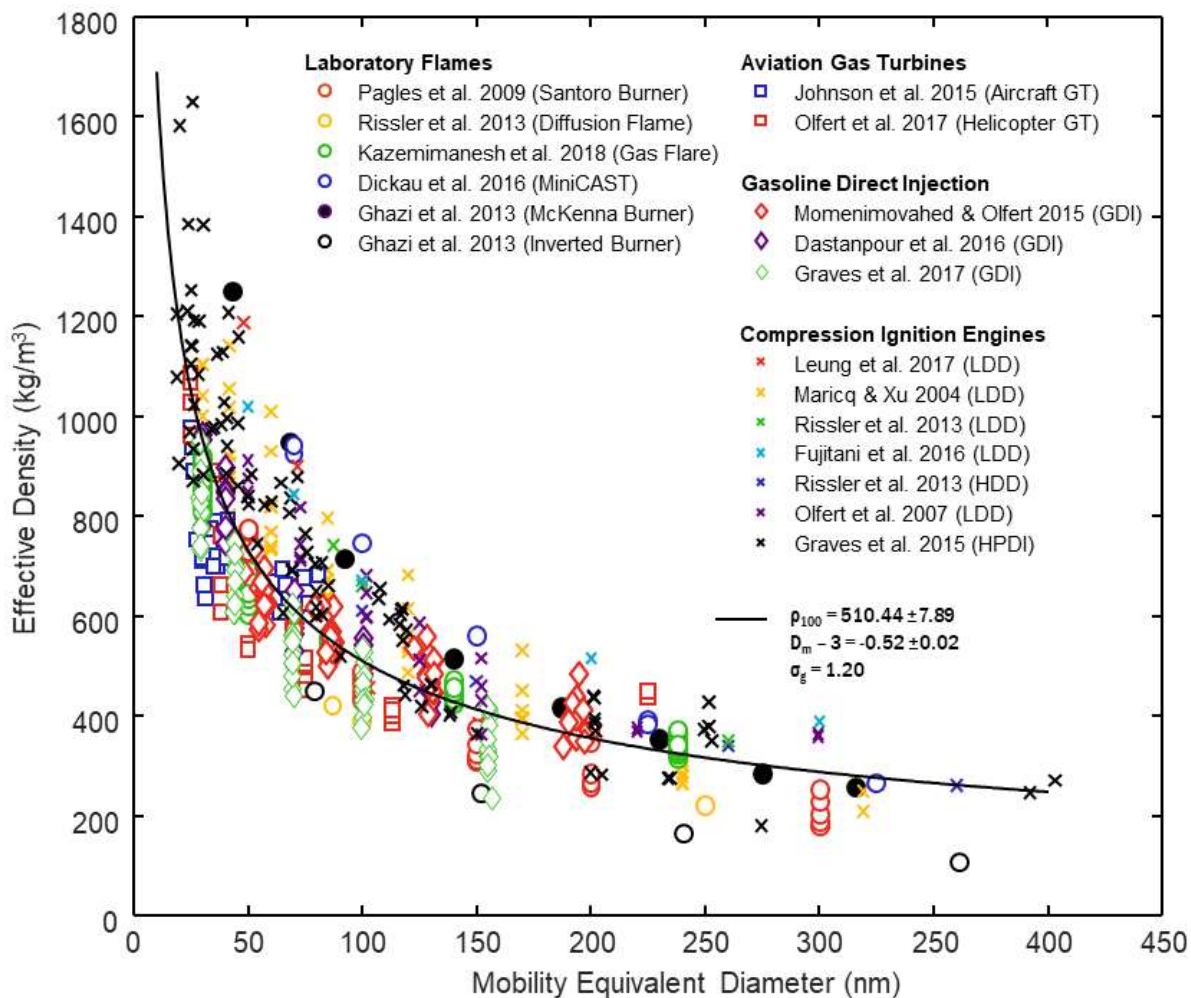 1800
1600
1400
1200
1000
800
600
400
200
0
Effective Density (kg/m³)
Laboratory Flames
Pagles et al. 2009 (Santoro Burner)
Rissler et al. 2013 (Diffusion Flame)
Kazemimanesh et al. 2018 (Gas Flare)
Dickau et al. 2016 (MiniCAST)
Ghazi et al. 2013 (McKenna Burner)
Ghazi et al. 2013 (Inverted Burner)
Aviation Gas Turbines
Johnson et al. 2015 (Aircraft GT)
Olfert et al. 2017 (Helicopter GT)
Gasoline Direct Injection
Momenimovahed & Olfert 2015 (GDI)
Dastanpour et al. 2016 (GDI)
Graves et al. 2017 (GDI)
Compression Ignition Engines
Leung et al. 2017 (LDD)
Maricq & Xu 2004 (LDD)
Rissler et al. 2013 (LDD)
Fujitani et al. 2016 (LDD)
Rissler et al. 2013 (HDD)
Olfert et al. 2007 (LDD)
Graves et al. 2015 (HPDI)
ρ₁₀₀ = 510.44 ±7.89
Dₘ – 3 = -0.52 ±0.02
σg = 1.20
0 50 100 150 200 250 300 350 400 450
Mobility Equivalent Diameter (nm)